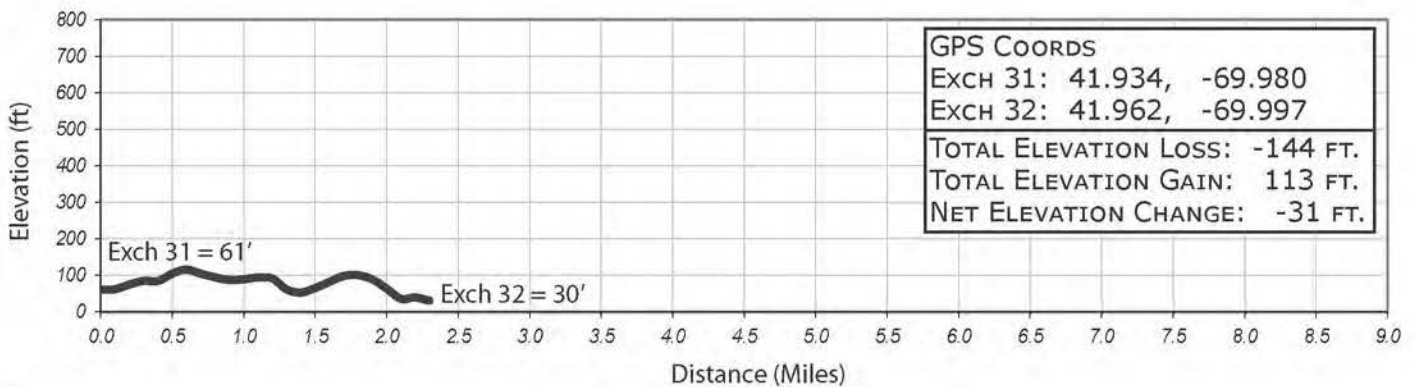 800
700
600
500
400
300
200
100
0
Elevation (ft)
GPS COORDS
EXCH 31: 41.934, -69.980
EXCH 32: 41.962, -69.997
TOTAL ELEVATION LOSS: -144 FT.
TOTAL ELEVATION GAIN: 113 FT.
NET ELEVATION CHANGE: -31 FT.
Exch 31 = 61'
Exch 32 = 30'
0.0 0.5 1.0 1.5 2.0 2.5 3.0 3.5 4.0 4.5 5.0 5.5 6.0 6.5 7.0 7.5 8.0 8.5 9.0
Distance (Miles)